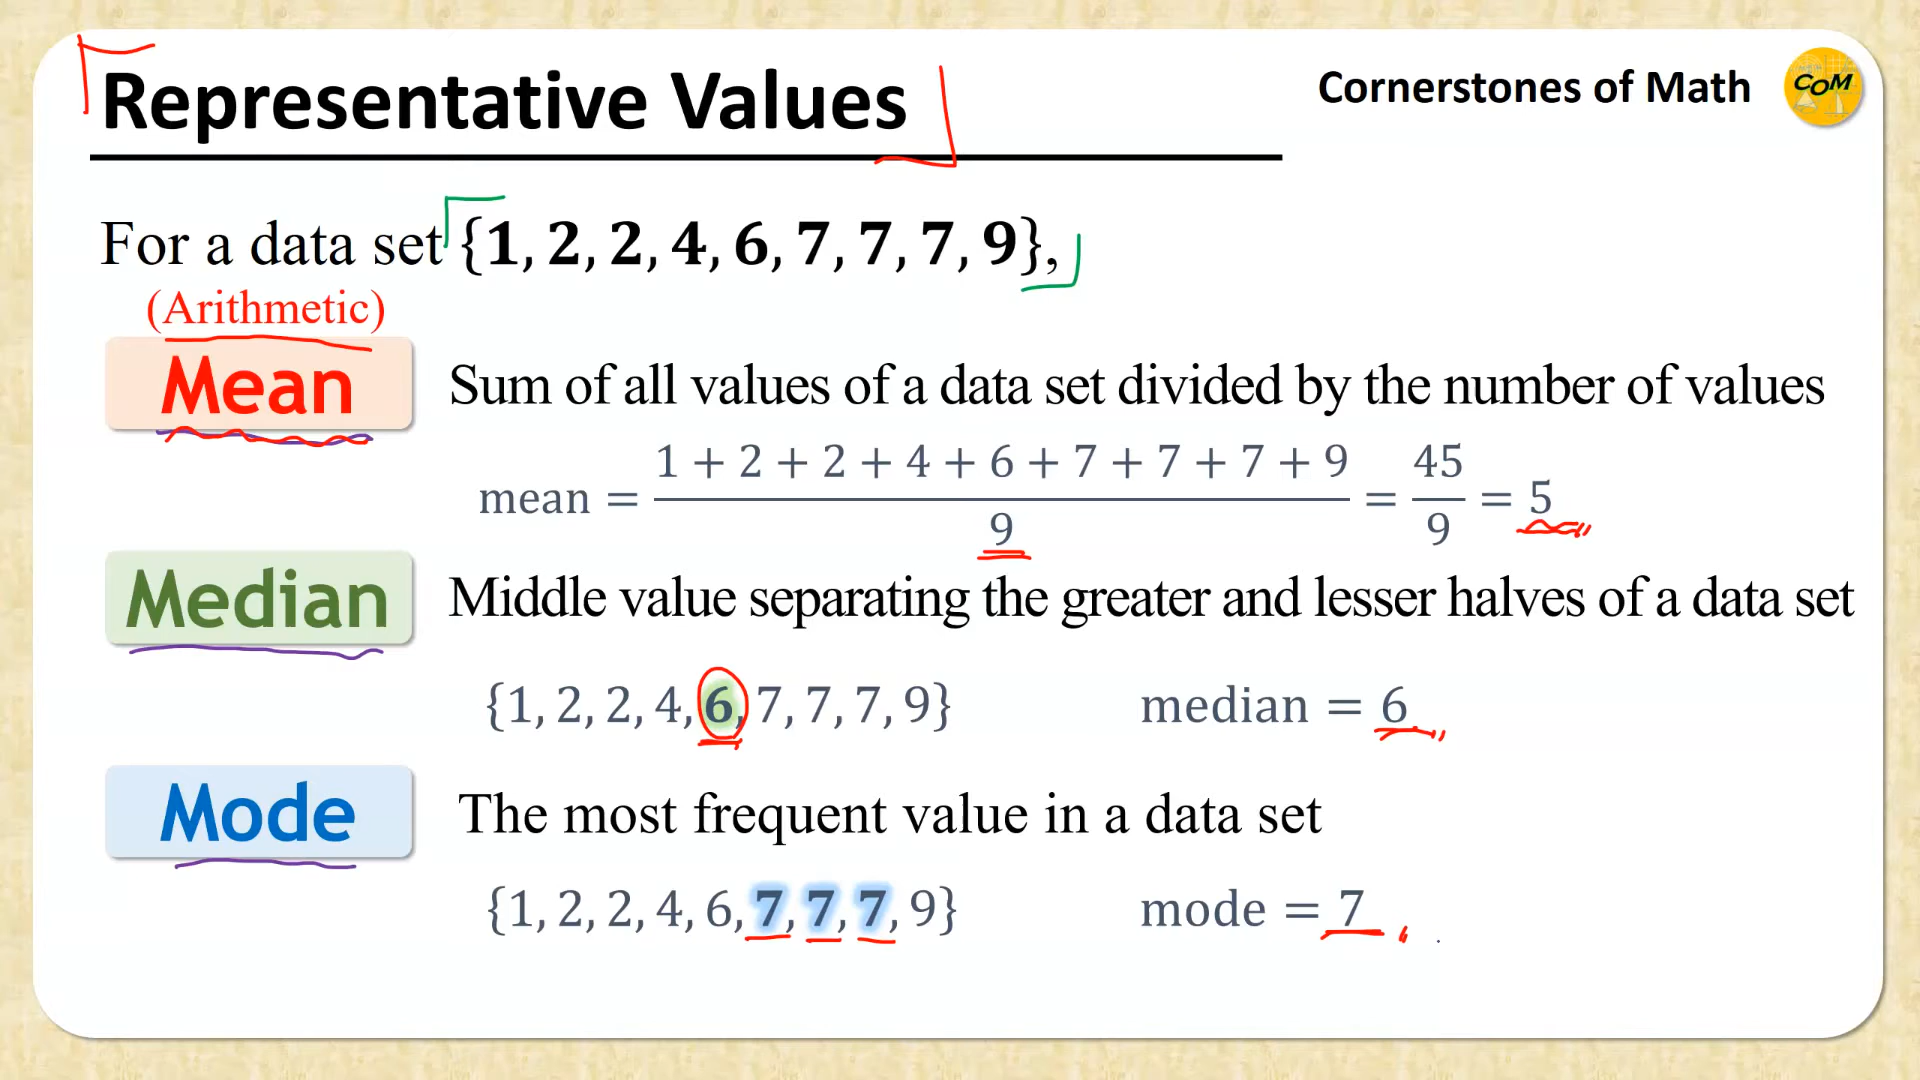 Representative Values
Cornerstones of Math
COM
For a data set {1, 2, 2, 4, 6, 7, 7, 7, 9},
(Arithmetic)
Mean
Sum of all values of a data set divided by the number of values
mean = (1 + 2 + 2 + 4 + 6 + 7 + 7 + 7 + 9)/9 = 45/9 = 5
Median
Middle value separating the greater and lesser halves of a data set
{1, 2, 2, 4, 6, 7, 7, 7, 9} median = 6
Mode
The most frequent value in a data set
{1, 2, 2, 4, 6, 7, 7, 7, 9} mode = 7